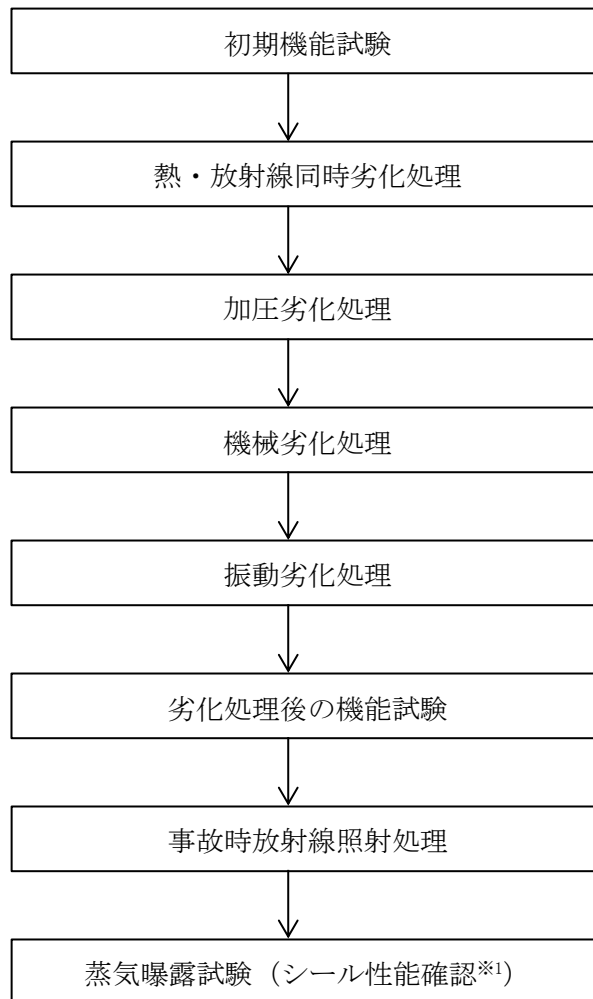 初期機能試験
熱・放射線同時劣化処理
加圧劣化処理
機械劣化処理
振動劣化処理
劣化処理後の機能試験
事故時放射線照射処理
蒸気曝露試験（シール性能確認※1）